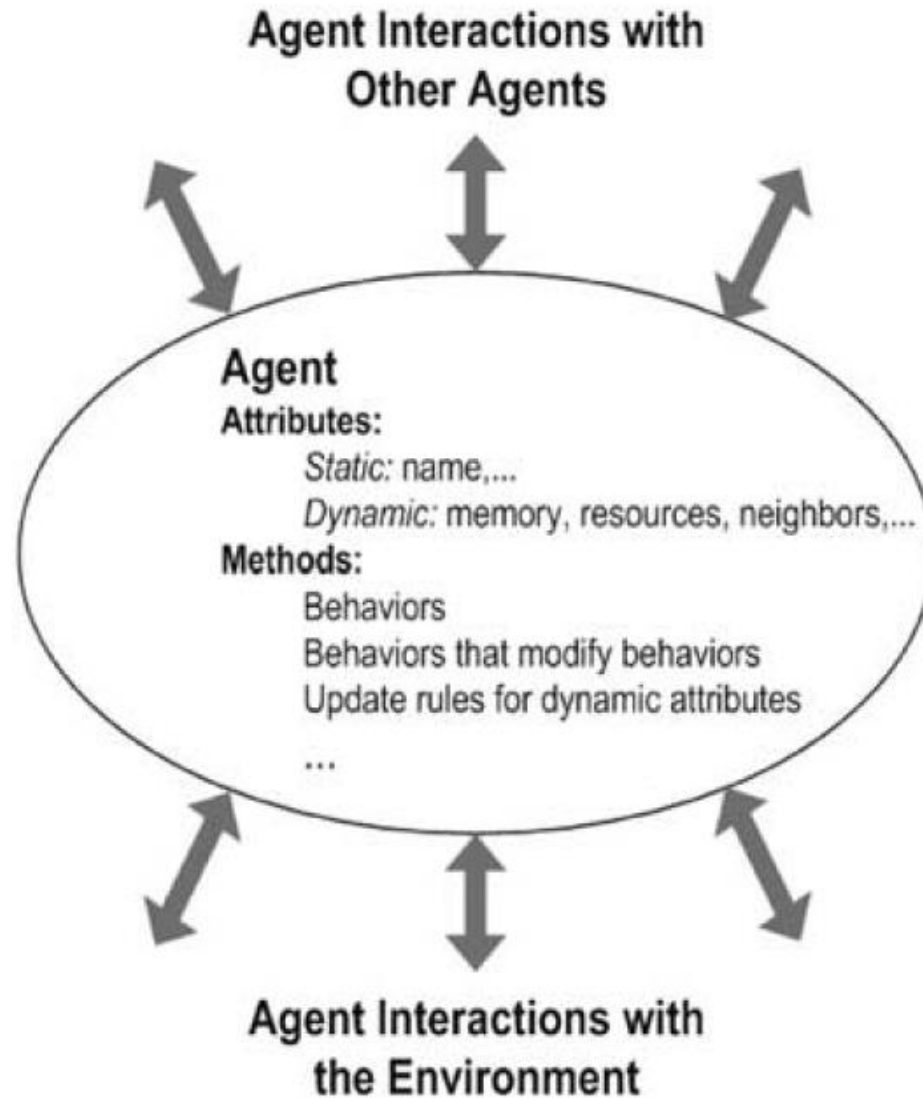 Agent Interactions with
Other Agents
Agent
Attributes:
Static: name,...
Dynamic: memory, resources, neighbors,...
Methods:
Behaviors
Behaviors that modify behaviors
Update rules for dynamic attributes
...
Agent Interactions with
the Environment